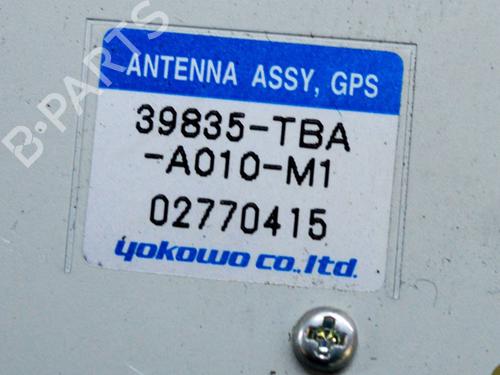 B-PARTS
ANTENNA ASSY, GPS
39835-TBA
-A010-M1
02770415
yokowo co.,ltd.